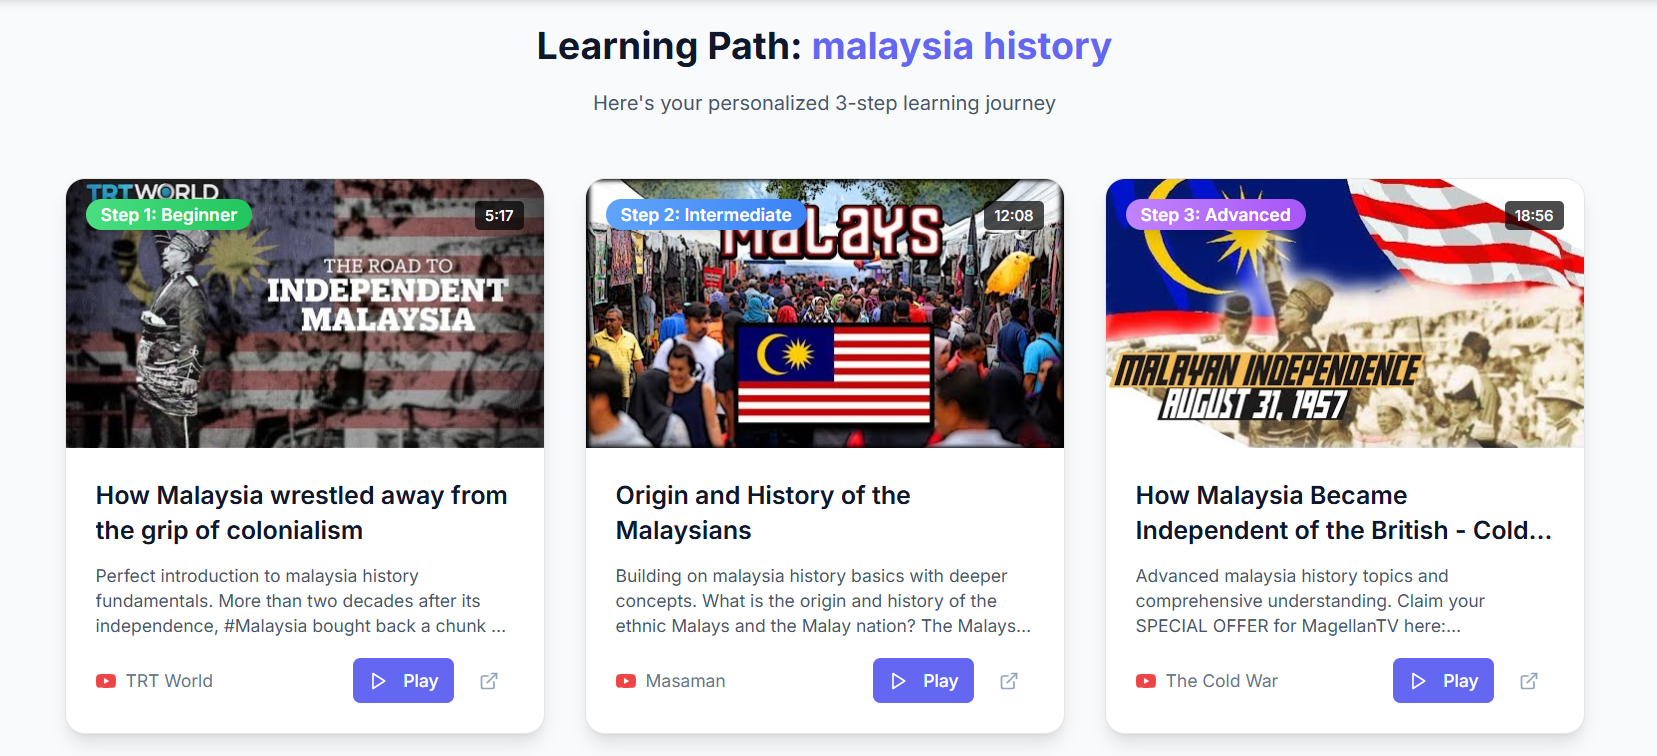 Learning Path: malaysia history
Here's your personalized 3-step learning journey
TRT WORLD
Step 1: Beginner
5:17
THE ROAD TO
INDEPENDENT
MALAYSIA
How Malaysia wrestled away from
the grip of colonialism
Perfect introduction to malaysia history
fundamentals. More than two decades after its
independence, #Malaysia bought back a chunk ...
TRT World
Play
Step 2: Intermediate
12:08
MALAYS
Origin and History of the
Malaysians
Building on malaysia history basics with deeper
concepts. What is the origin and history of the
ethnic Malays and the Malay nation? The Malays...
Masaman
Play
Step 3: Advanced
18:56
MALAYAN INDEPENDENCE
AUGUST 31, 1957
How Malaysia Became
Independent of the British - Cold...
Advanced malaysia history topics and
comprehensive understanding. Claim your
SPECIAL OFFER for MagellanTV here:...
The Cold War
Play